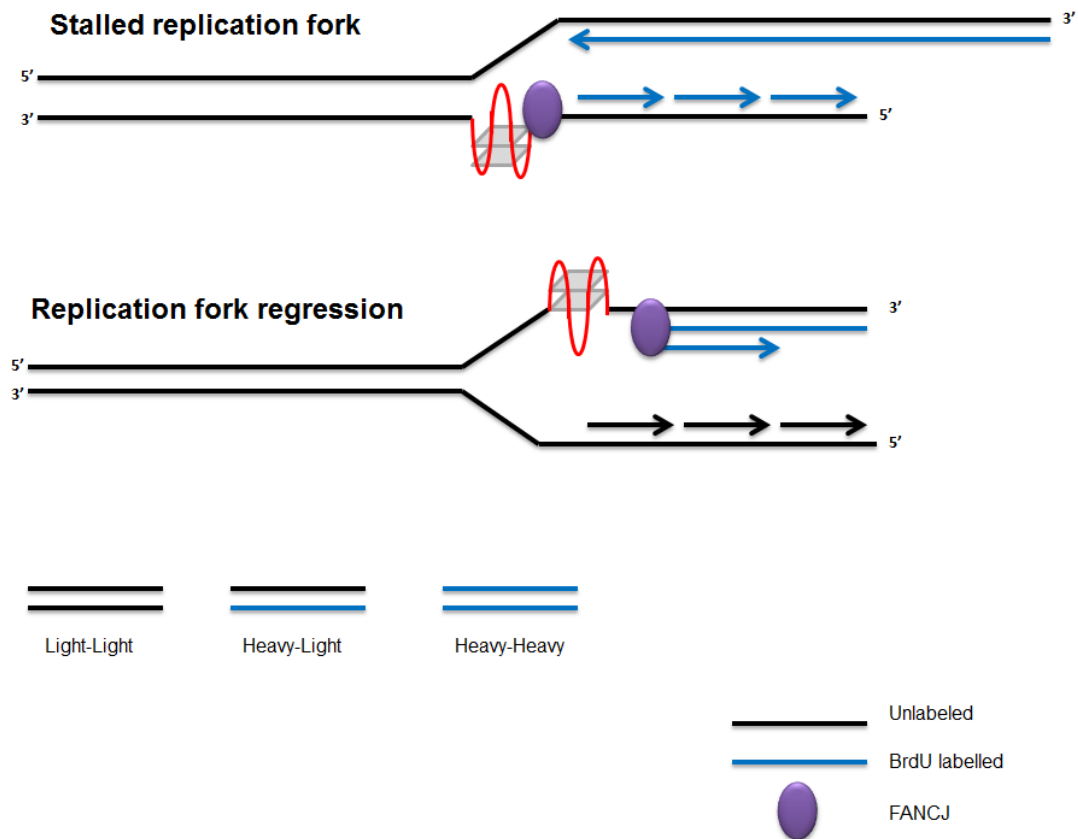 Stalled replication fork
3’
5’
3’
5’
Replication fork regression
3’
5’
3’
5’
Light-Light
Heavy-Light
Heavy-Heavy
Unlabeled
BrdU labelled
FANCJ